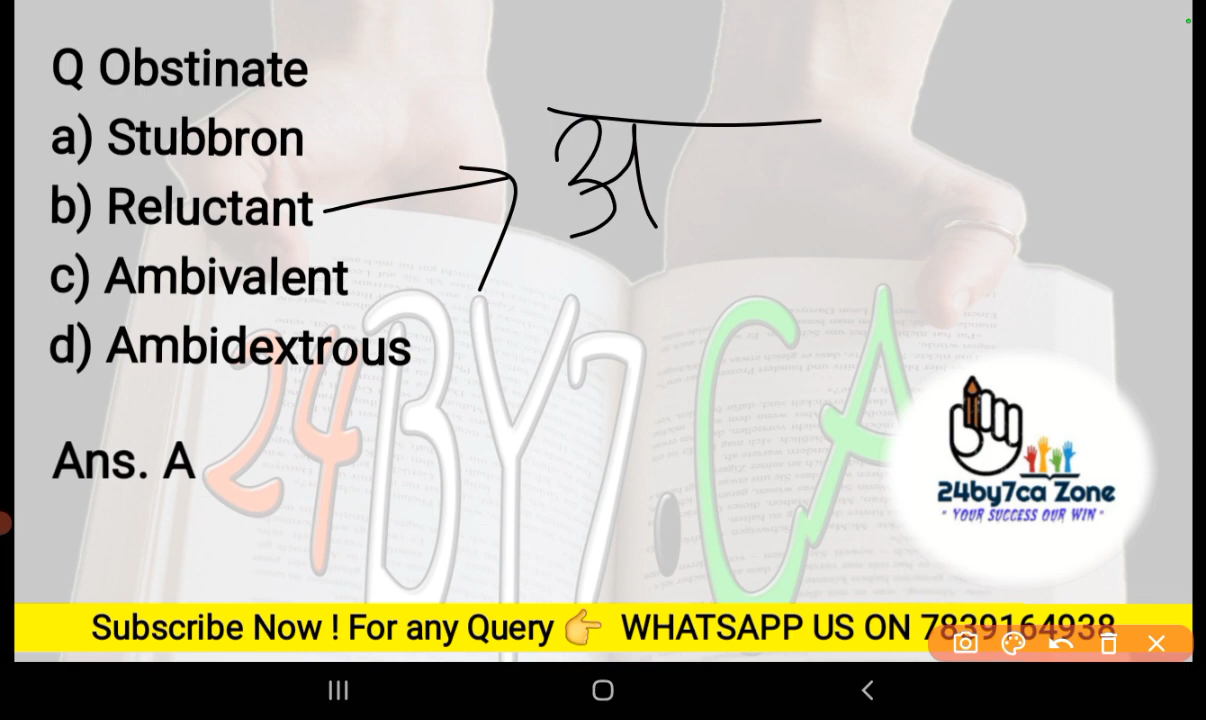 Q Obstinate
a) Stubbron
b) Reluctant
c) Ambivalent
d) Ambidextrous
Ans. A
अ
24BY7.CA
24by7ca Zone
" YOUR SUCCESS OUR WIN "
Subscribe Now ! For any Query 👉 WHATSAPP US ON 7839164938